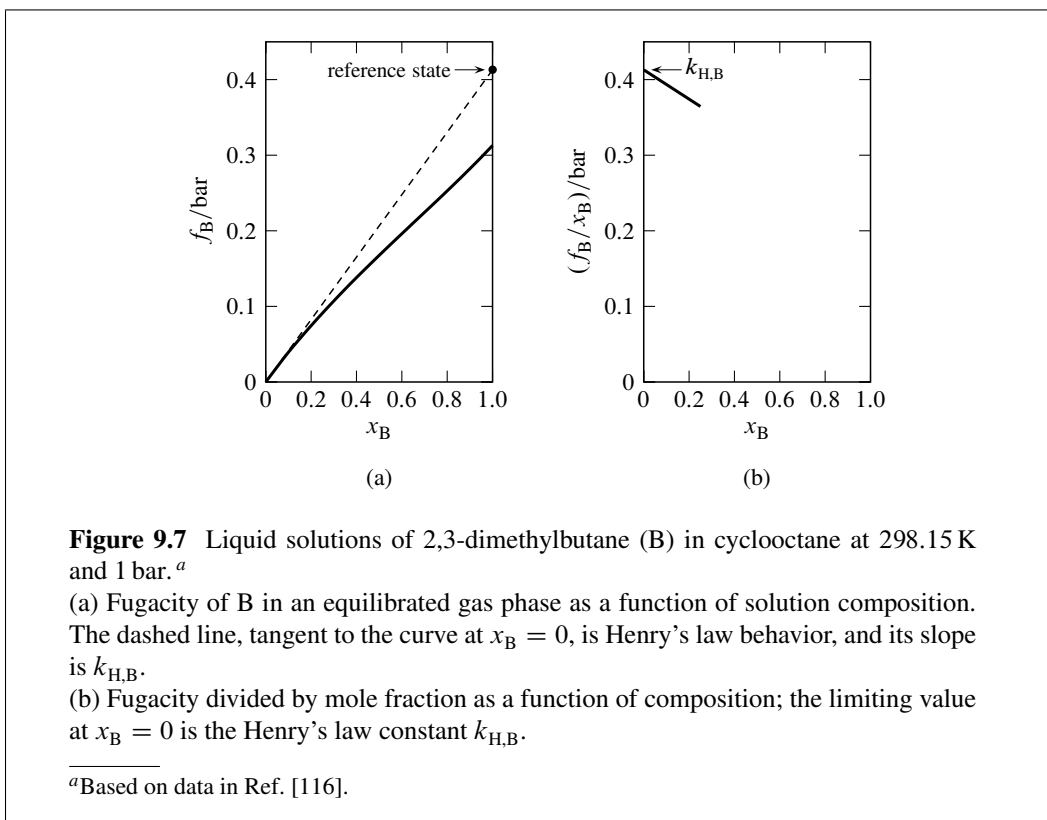 reference state
k_H,B
0.4
0.3
0.2
0.1
0
f_B/bar
0 0.2 0.4 0.6 0.8 1.0
x_B
(a)
0.4
0.3
0.2
0.1
0
(f_B/x_B)/bar
0 0.2 0.4 0.6 0.8 1.0
x_B
(b)
Figure 9.7 Liquid solutions of 2,3-dimethylbutane (B) in cyclooctane at 298.15 K
and 1 bar. a
(a) Fugacity of B in an equilibrated gas phase as a function of solution composition.
The dashed line, tangent to the curve at x_B = 0, is Henry’s law behavior, and its slope
is k_H,B.
(b) Fugacity divided by mole fraction as a function of composition; the limiting value
at x_B = 0 is the Henry’s law constant k_H,B.
a Based on data in Ref. [116].